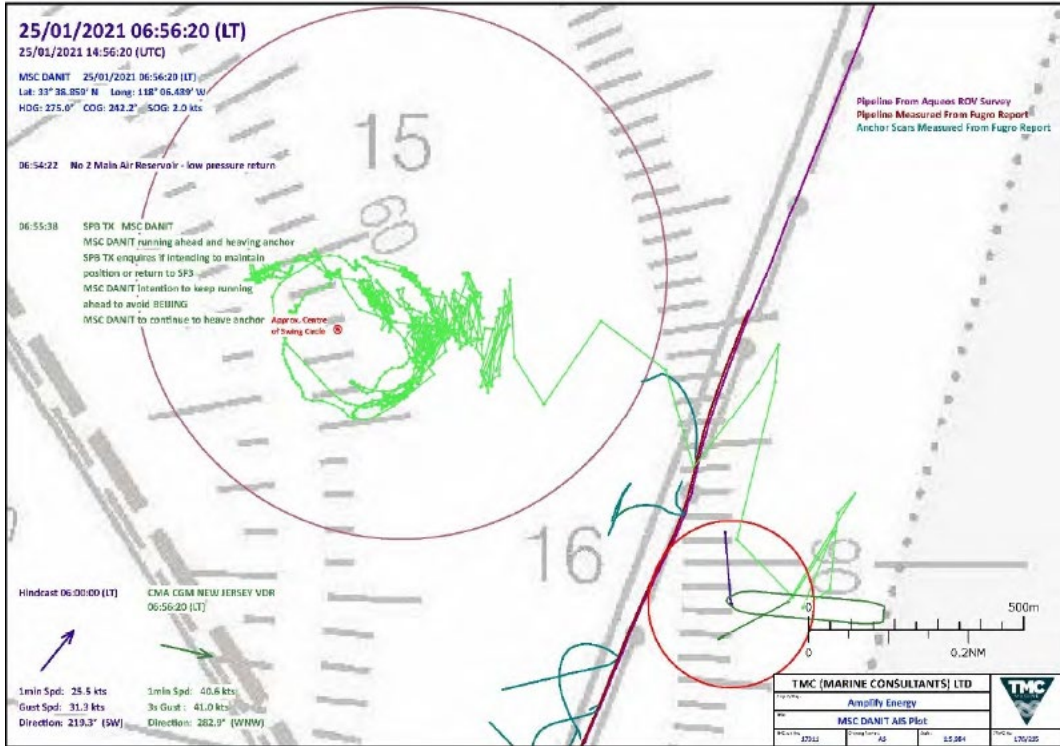 25/01/2021 06:56:20 (LT)
25/01/2021 14:56:20 (UTC)
MSC DANIT 25/01/2021 06:56:20 (LT)
Lat: 33° 38.859' N Long: 118° 06.489' W
HDG: 275.0° COG: 242.2° SOG: 2.0 kts
Pipeline From Aqueos ROV Survey
Pipeline Measured From Fugro Report
Anchor Scars Measured From Fugro Report
15
06:54:22 No 2 Main Air Reservoir - low pressure return
60
06:55:38 SPB TX MSC DANIT
MSC DANIT running ahead and heaving anchor
SPB TX enquires if intending to maintain
position or return to SF3
MSC DANIT intention to keep running
ahead to avoid BEIJING
MSC DANIT to continue to heave anchor
Approx. Centre
of Swing Circle
16
80
Hindcast 06:00:00 (LT)
CMA CGM NEW JERSEY VDR
06:56:20 (LT)
0 500m
0 0.2NM
1min Spd: 25.5 kts
Gust Spd: 31.3 kts
Direction: 219.3° (SW)
1min Spd: 40.6 kts
3s Gust : 41.0 kts
Direction: 282.9° (WNW)
TMC (MARINE CONSULTANTS) LTD
Amplify Energy
MSC DANIT AIS Plot
A3
TMC